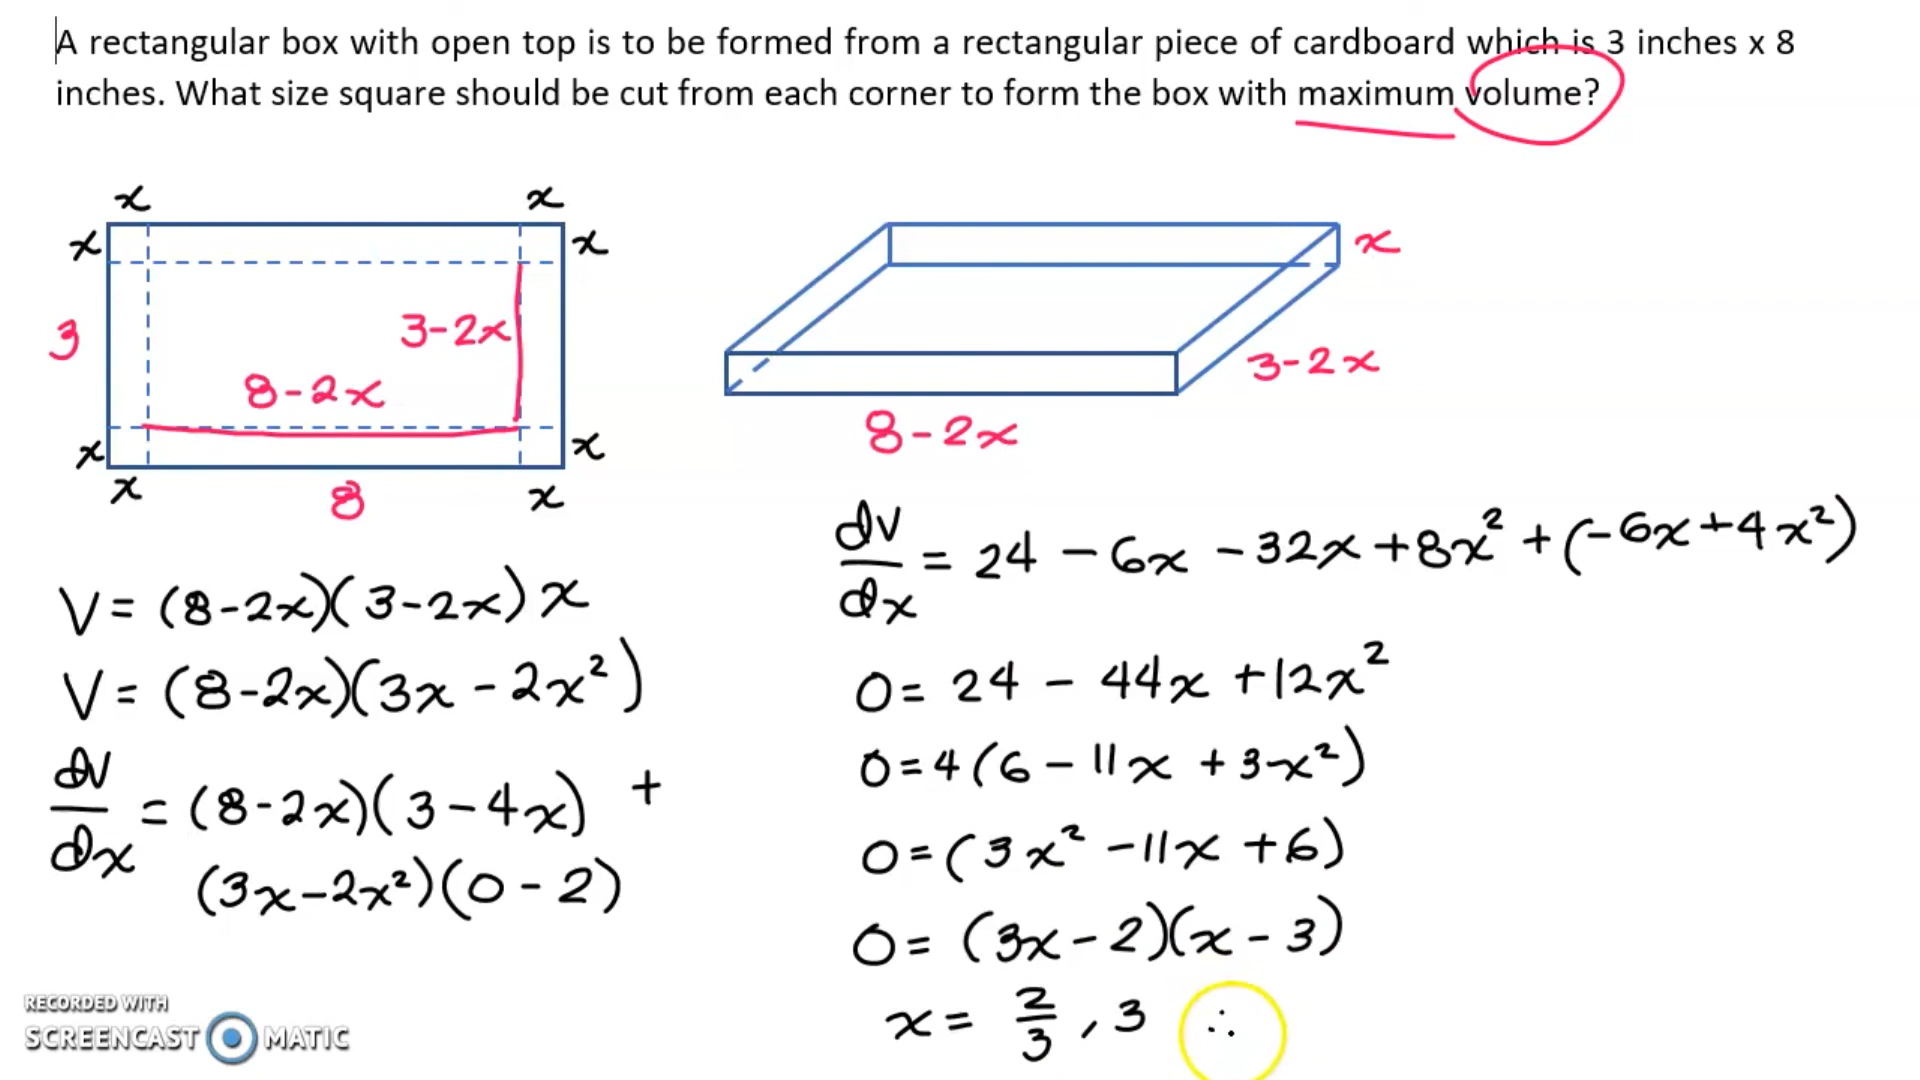 A rectangular box with open top is to be formed from a rectangular piece of cardboard which is 3 inches x 8
inches. What size square should be cut from each corner to form the box with maximum volume?
x x
x x
x
3
3-2x
3-2x
8-2x
8-2x
x x
x 8 x
V = (8-2x)(3-2x)x
V = (8-2x)(3x-2x²)
dV/dx = (8-2x)(3-4x) +
(3x-2x²)(0-2)
dV/dx = 24 - 6x - 32x + 8x² + (-6x+4x²)
0 = 24 - 44x + 12x²
0 = 4(6 - 11x + 3x²)
0 = (3x² - 11x + 6)
0 = (3x-2)(x-3)
x = 2/3 , 3 ∴
RECORDED WITH
SCREENCAST MATIC